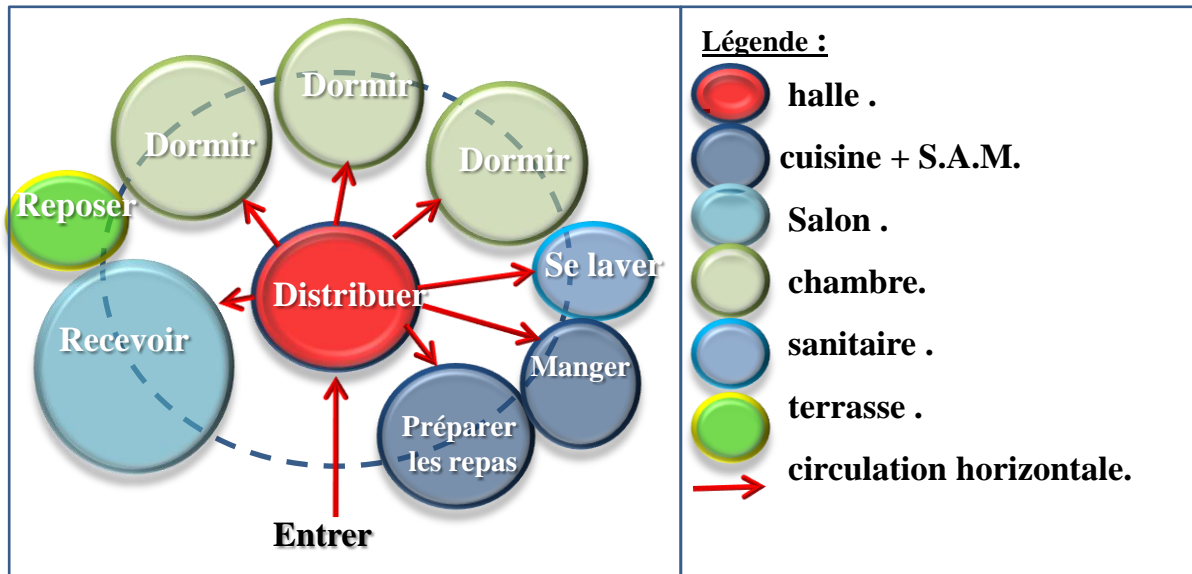 Dormir
Dormir
Dormir
Reposer
Se laver
Distribuer
Recevoir
Manger
Préparer
les repas
Entrer
Légende :
halle .
cuisine + S.A.M.
Salon .
chambre.
sanitaire .
terrasse .
circulation horizontale.